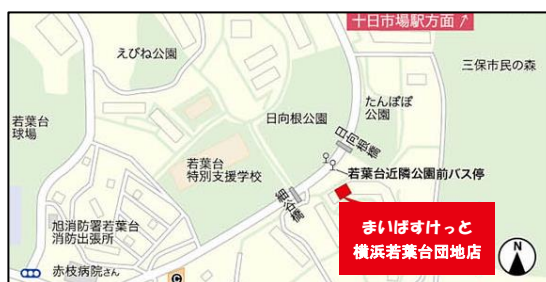 十日市場駅方面↗
えびね公園
三保市民の森
たんぽぽ
公園
日向根公園
若葉台
球場
日向根橋
若葉台近隣公園前バス停
若葉台
特別支援学校
細谷橋
まいばすけっと
横浜若葉台団地店
旭消防署若葉台
消防出張所
赤枝病院さん
C
N